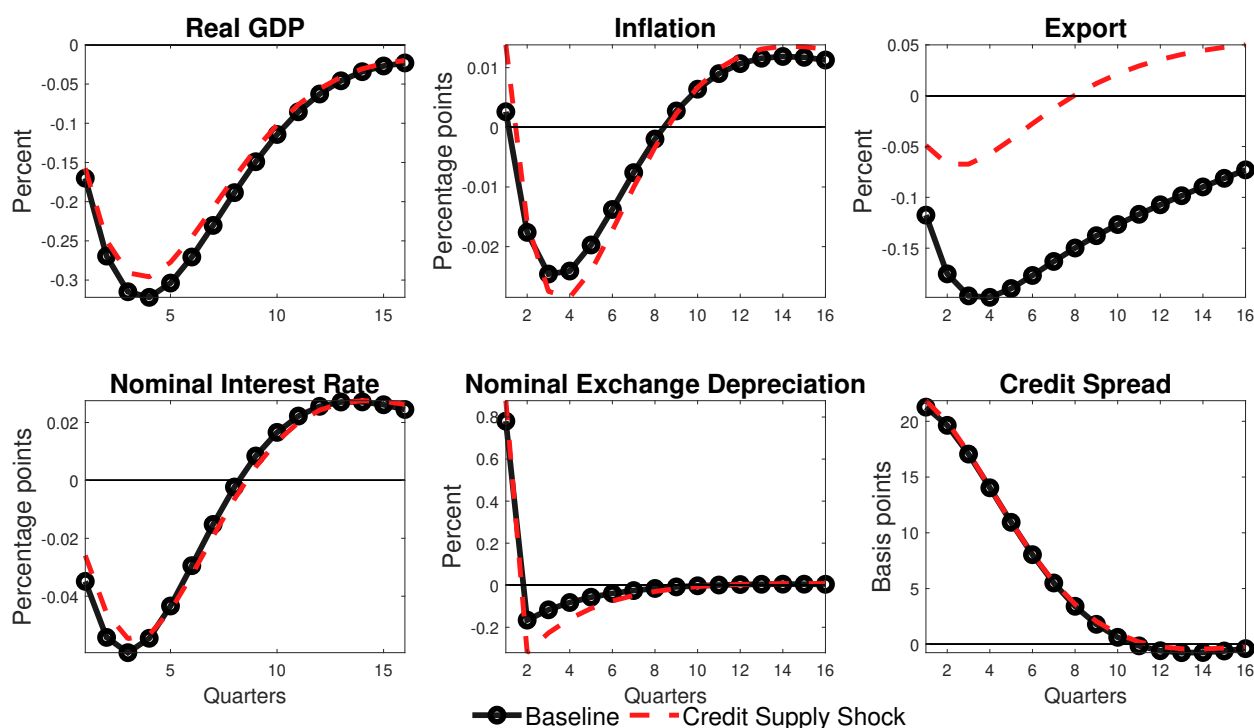 Real GDP
Percent
0
-0.05
-0.1
-0.15
-0.2
-0.25
-0.3
5
10
15
Inflation
Percentage points
0.01
0
-0.01
-0.02
2 4 6 8 10 12 14 16
Export
Percent
0.05
0
-0.05
-0.1
-0.15
2 4 6 8 10 12 14 16
Nominal Interest Rate
Percentage points
0.02
0
-0.02
-0.04
5
10
15
Quarters
Nominal Exchange Depreciation
Percent
0.8
0.6
0.4
0.2
0
-0.2
2 4 6 8 10 12 14 16
Quarters
Credit Spread
Basis points
20
15
10
5
0
2 4 6 8 10 12 14 16
Quarters
Baseline Credit Supply Shock